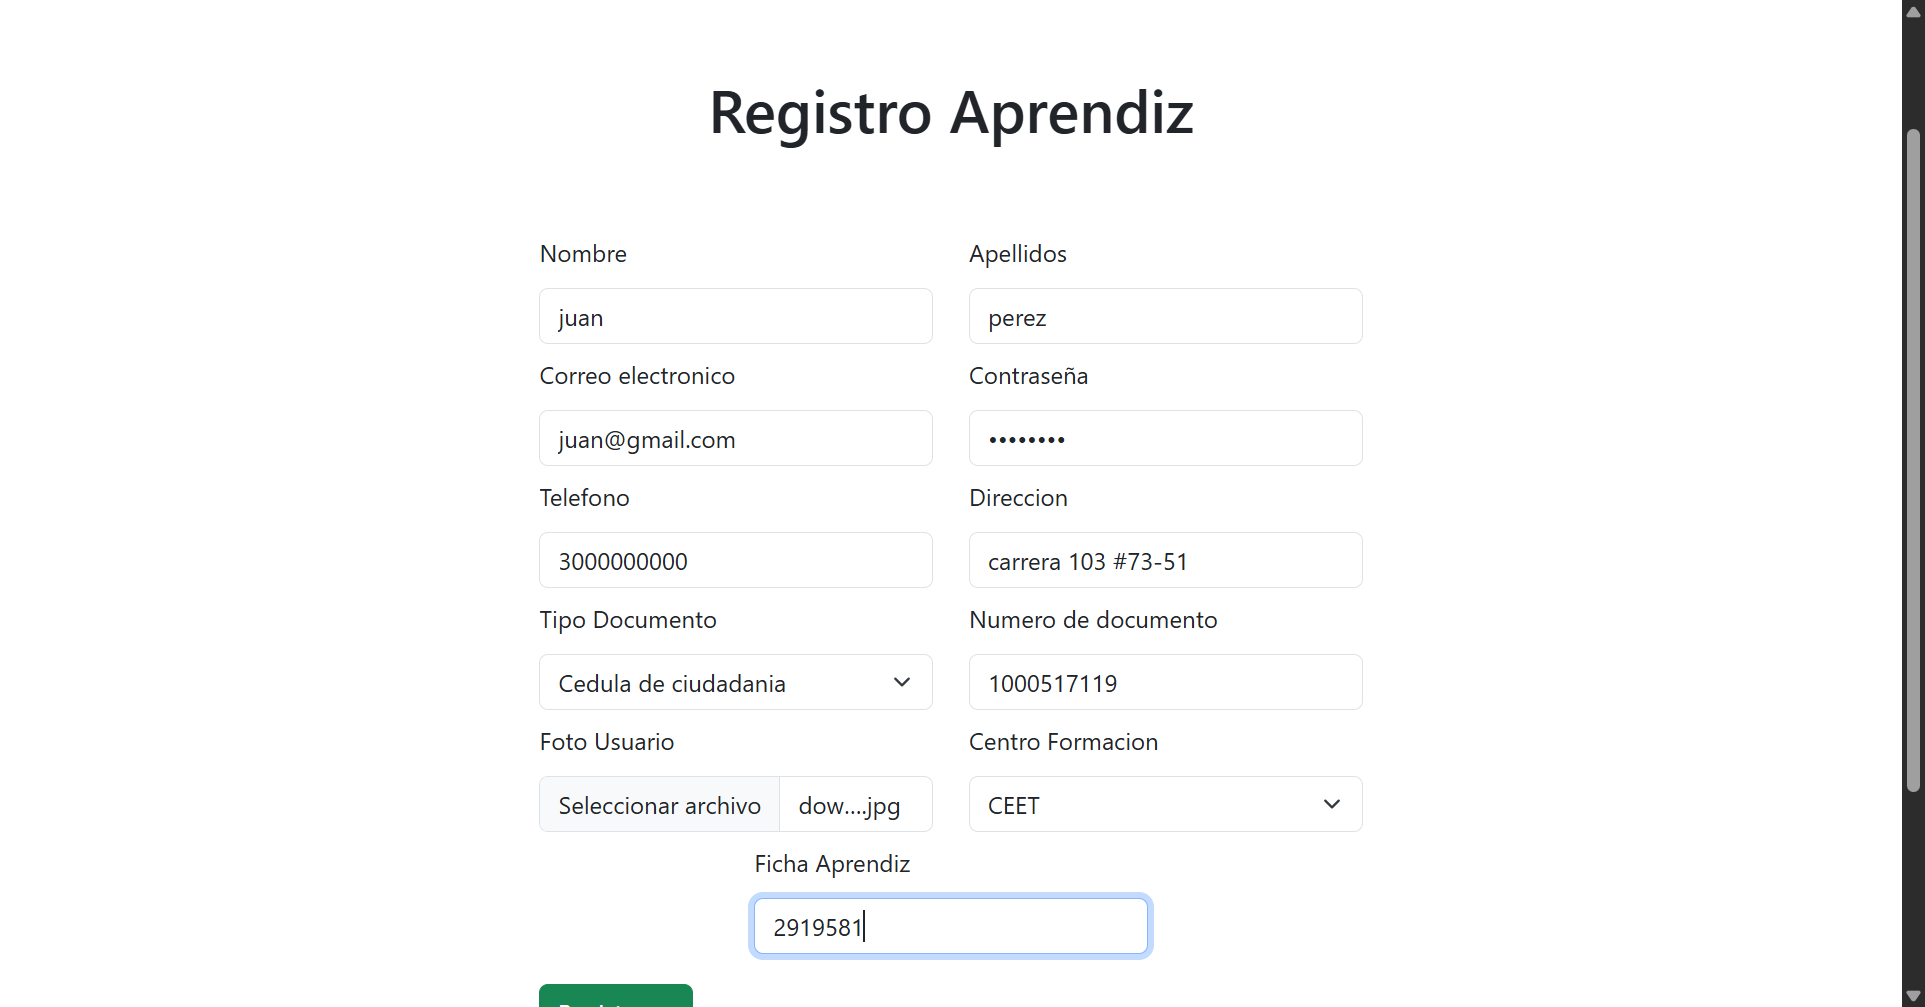 Registro Aprendiz
Nombre
Apellidos
juan
perez
Correo electronico
Contraseña
juan@gmail.com
••••••••
Telefono
Direccion
3000000000
carrera 103 #73-51
Tipo Documento
Numero de documento
Cedula de ciudadania
1000517119
Foto Usuario
Centro Formacion
Seleccionar archivo
dow....jpg
CEET
Ficha Aprendiz
2919581